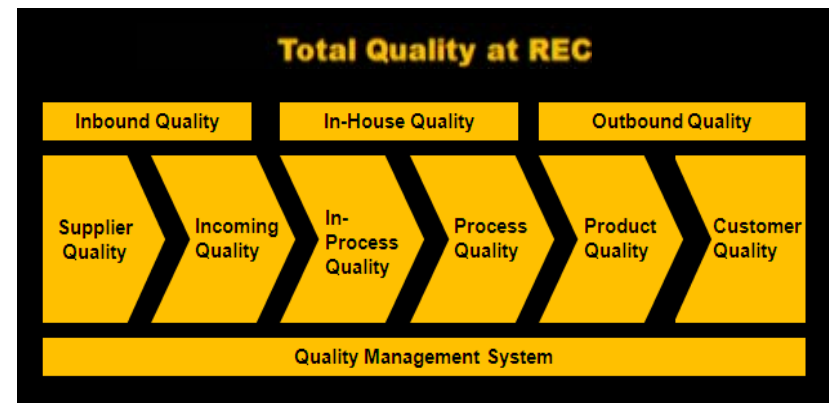 Total Quality at REC
Inbound Quality
In-House Quality
Outbound Quality
Supplier
Quality
Incoming
Quality
In-
Process
Quality
Process
Quality
Product
Quality
Customer
Quality
Quality Management System